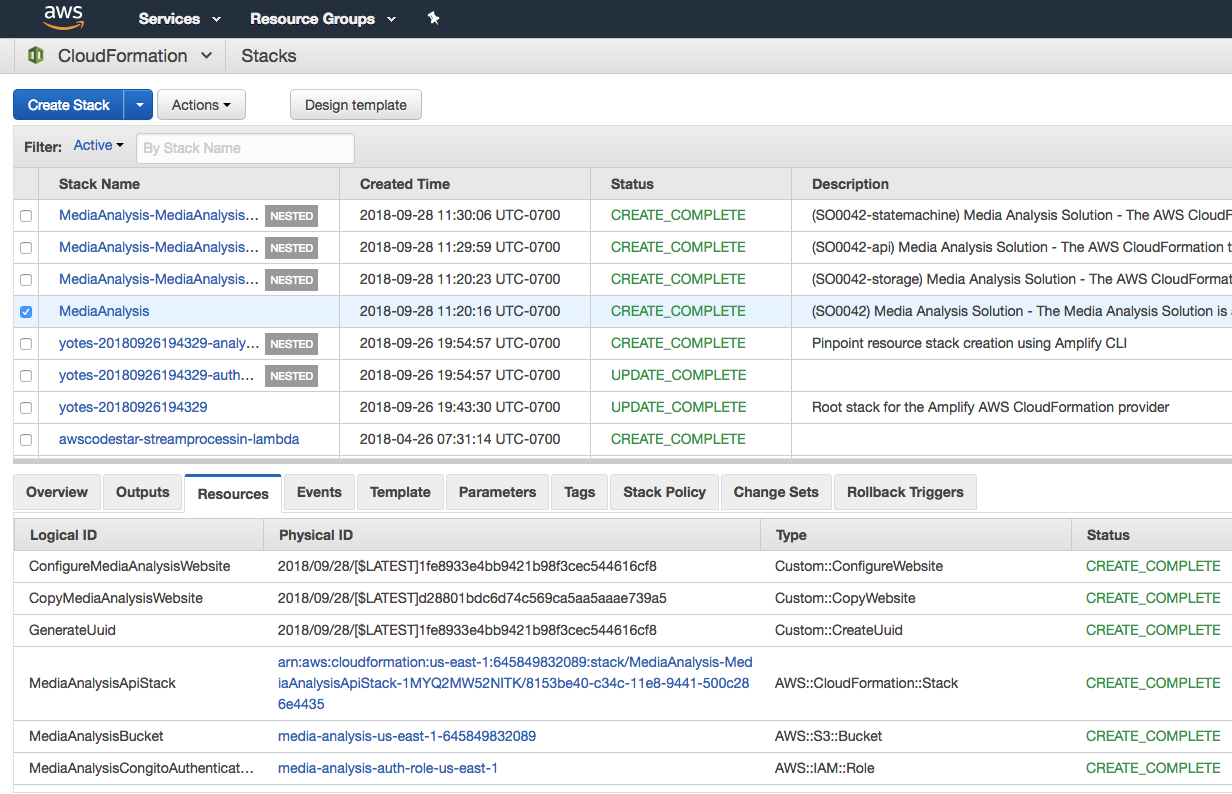 aws Services Resource Groups
CloudFormation Stacks
Create Stack Actions Design template
Filter: Active By Stack Name
Stack Name Created Time Status Description
MediaAnalysis-MediaAnalysis... NESTED 2018-09-28 11:30:06 UTC-0700 CREATE_COMPLETE (SO0042-statemachine) Media Analysis Solution - The AWS CloudF
MediaAnalysis-MediaAnalysis... NESTED 2018-09-28 11:29:59 UTC-0700 CREATE_COMPLETE (SO0042-api) Media Analysis Solution - The AWS CloudFormation t
MediaAnalysis-MediaAnalysis... NESTED 2018-09-28 11:20:23 UTC-0700 CREATE_COMPLETE (SO0042-storage) Media Analysis Solution - The AWS CloudFormat
MediaAnalysis 2018-09-28 11:20:16 UTC-0700 CREATE_COMPLETE (SO0042) Media Analysis Solution - The Media Analysis Solution is
yotes-20180926194329-analy... NESTED 2018-09-26 19:54:57 UTC-0700 CREATE_COMPLETE Pinpoint resource stack creation using Amplify CLI
yotes-20180926194329-auth... NESTED 2018-09-26 19:54:57 UTC-0700 UPDATE_COMPLETE
yotes-20180926194329 2018-09-26 19:43:30 UTC-0700 UPDATE_COMPLETE Root stack for the Amplify AWS CloudFormation provider
awscodestar-streamprocessin-lambda 2018-04-26 07:31:14 UTC-0700 CREATE_COMPLETE
Overview Outputs Resources Events Template Parameters Tags Stack Policy Change Sets Rollback Triggers
Logical ID Physical ID Type Status
ConfigureMediaAnalysisWebsite 2018/09/28/[$LATEST]1fe8933e4bb9421b98f3cec544616cf8 Custom::ConfigureWebsite CREATE_COMPLETE
CopyMediaAnalysisWebsite 2018/09/28/[$LATEST]d28801bdc6d74c569ca5aa5aaae739a5 Custom::CopyWebsite CREATE_COMPLETE
GenerateUuid 2018/09/28/[$LATEST]1fe8933e4bb9421b98f3cec544616cf8 Custom::CreateUuid CREATE_COMPLETE
arn:aws:cloudformation:us-east-1:645849832089:stack/MediaAnalysis-Med
MediaAnalysisApiStack iaAnalysisApiStack-1MYQ2MW52NITK/8153be40-c34c-11e8-9441-500c28 AWS::CloudFormation::Stack CREATE_COMPLETE
6e4435
MediaAnalysisBucket media-analysis-us-east-1-645849832089 AWS::S3::Bucket CREATE_COMPLETE
MediaAnalysisCongitoAuthenticat... media-analysis-auth-role-us-east-1 AWS::IAM::Role CREATE_COMPLETE